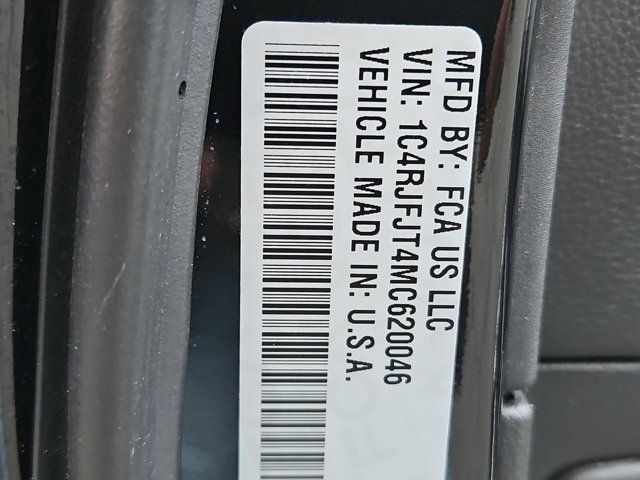 MFD BY: FCA US LLC
VIN: 1C4RJFJT4MC620046
VEHICLE MADE IN: U.S.A.